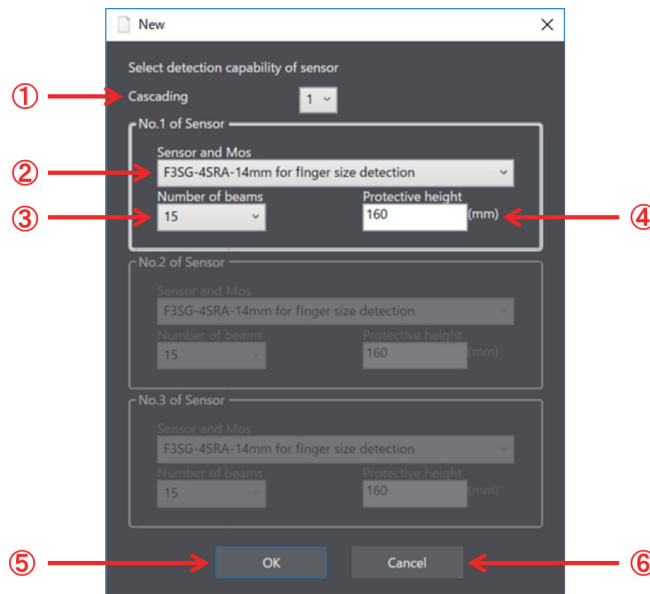 New
Select detection capability of sensor
① Cascading 1
No.1 of Sensor
Sensor and Mos
② F3SG-4SRA-14mm for finger size detection
Number of beams Protective height
③ 15 160 (mm) ④
No.2 of Sensor
Sensor and Mos
F3SG-4SRA-14mm for finger size detection
Number of beams Protective height
15 160 (mm)
No.3 of Sensor
Sensor and Mos
F3SG-4SRA-14mm for finger size detection
Number of beams Protective height
15 160 (mm)
⑤ OK Cancel ⑥